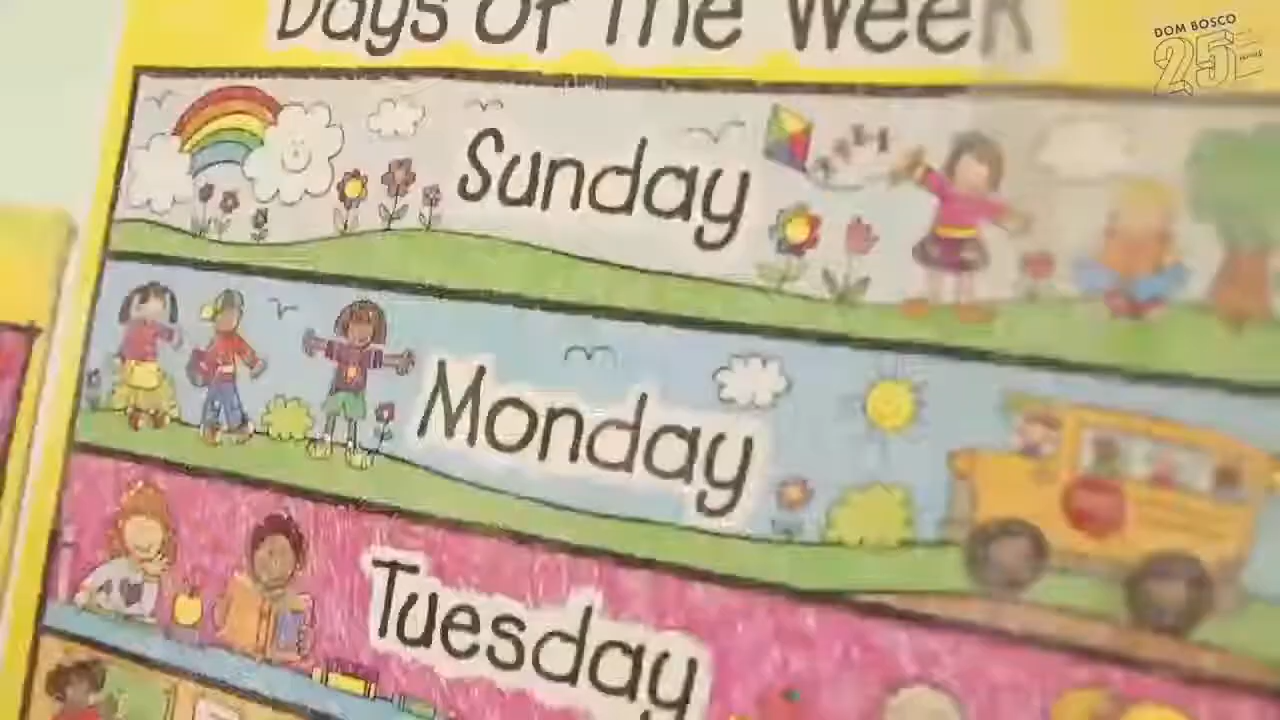 Days of the Week
DOM BOSCO
25
Sunday
Monday
Tuesday